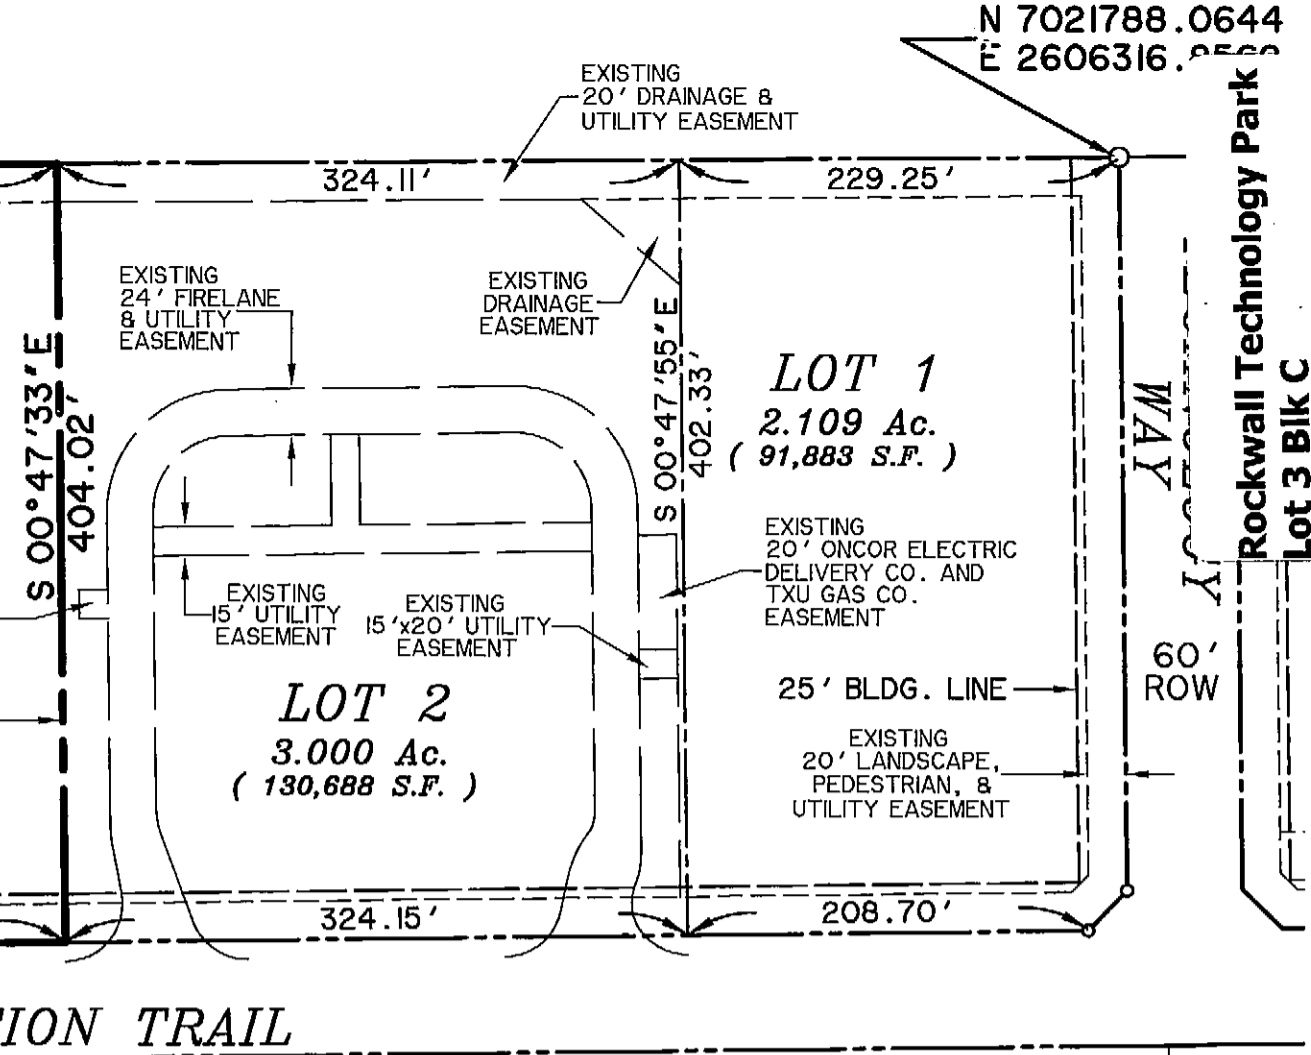 N 7021788.0644
E 2606316.
EXISTING
20' DRAINAGE &
UTILITY EASEMENT
324.11'
229.25'
EXISTING
24' FIRELANE
& UTILITY
EASEMENT
EXISTING
DRAINAGE
EASEMENT
S 00°47'33"E
404.02'
S 00°47'55"E
402.33'
LOT 1
2.109 Ac.
( 91,883 S.F. )
WAY
Rockwall Technology Park
Lot 3 Blk C
EXISTING
20' ONCOR ELECTRIC
DELIVERY CO. AND
TXU GAS CO.
EASEMENT
EXISTING
15' UTILITY
EASEMENT
EXISTING
15'x20' UTILITY
EASEMENT
60'
ROW
25' BLDG. LINE
LOT 2
3.000 Ac.
( 130,688 S.F. )
EXISTING
20' LANDSCAPE,
PEDESTRIAN, &
UTILITY EASEMENT
324.15'
208.70'
TION TRAIL